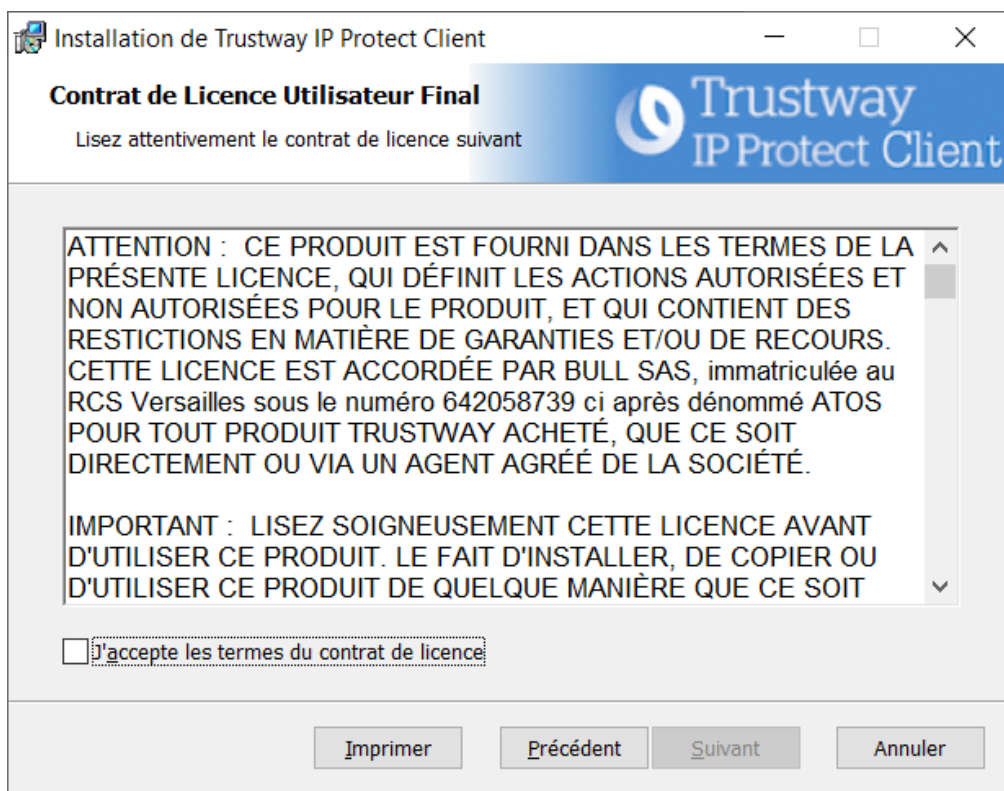 Installation de Trustway IP Protect Client
Contrat de Licence Utilisateur Final
Lisez attentivement le contrat de licence suivant
Trustway
IP Protect Client
ATTENTION : CE PRODUIT EST FOURNI DANS LES TERMES DE LA
PRÉSENTE LICENCE, QUI DÉFINIT LES ACTIONS AUTORISÉES ET
NON AUTORISÉES POUR LE PRODUIT, ET QUI CONTIENT DES
RESTICTIONS EN MATIÈRE DE GARANTIES ET/OU DE RECOURS.
CETTE LICENCE EST ACCORDÉE PAR BULL SAS, immatriculée au
RCS Versailles sous le numéro 642058739 ci après dénommé ATOS
POUR TOUT PRODUIT TRUSTWAY ACHETÉ, QUE CE SOIT
DIRECTEMENT OU VIA UN AGENT AGRÉÉ DE LA SOCIÉTÉ.
IMPORTANT : LISEZ SOIGNEUSEMENT CETTE LICENCE AVANT
D'UTILISER CE PRODUIT. LE FAIT D'INSTALLER, DE COPIER OU
D'UTILISER CE PRODUIT DE QUELQUE MANIÈRE QUE CE SOIT
J'accepte les termes du contrat de licence
Imprimer
Précédent
Suivant
Annuler